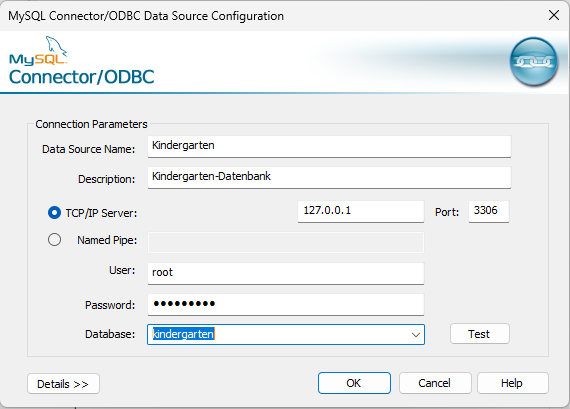 MySQL Connector/ODBC Data Source Configuration
MySQL
Connector/ODBC
Connection Parameters
Data Source Name: Kindergarten
Description: Kindergarten-Datenbank
TCP/IP Server: 127.0.0.1 Port: 3306
Named Pipe:
User: root
Password: •••••••••
Database: kindergarten Test
Details >> OK Cancel Help